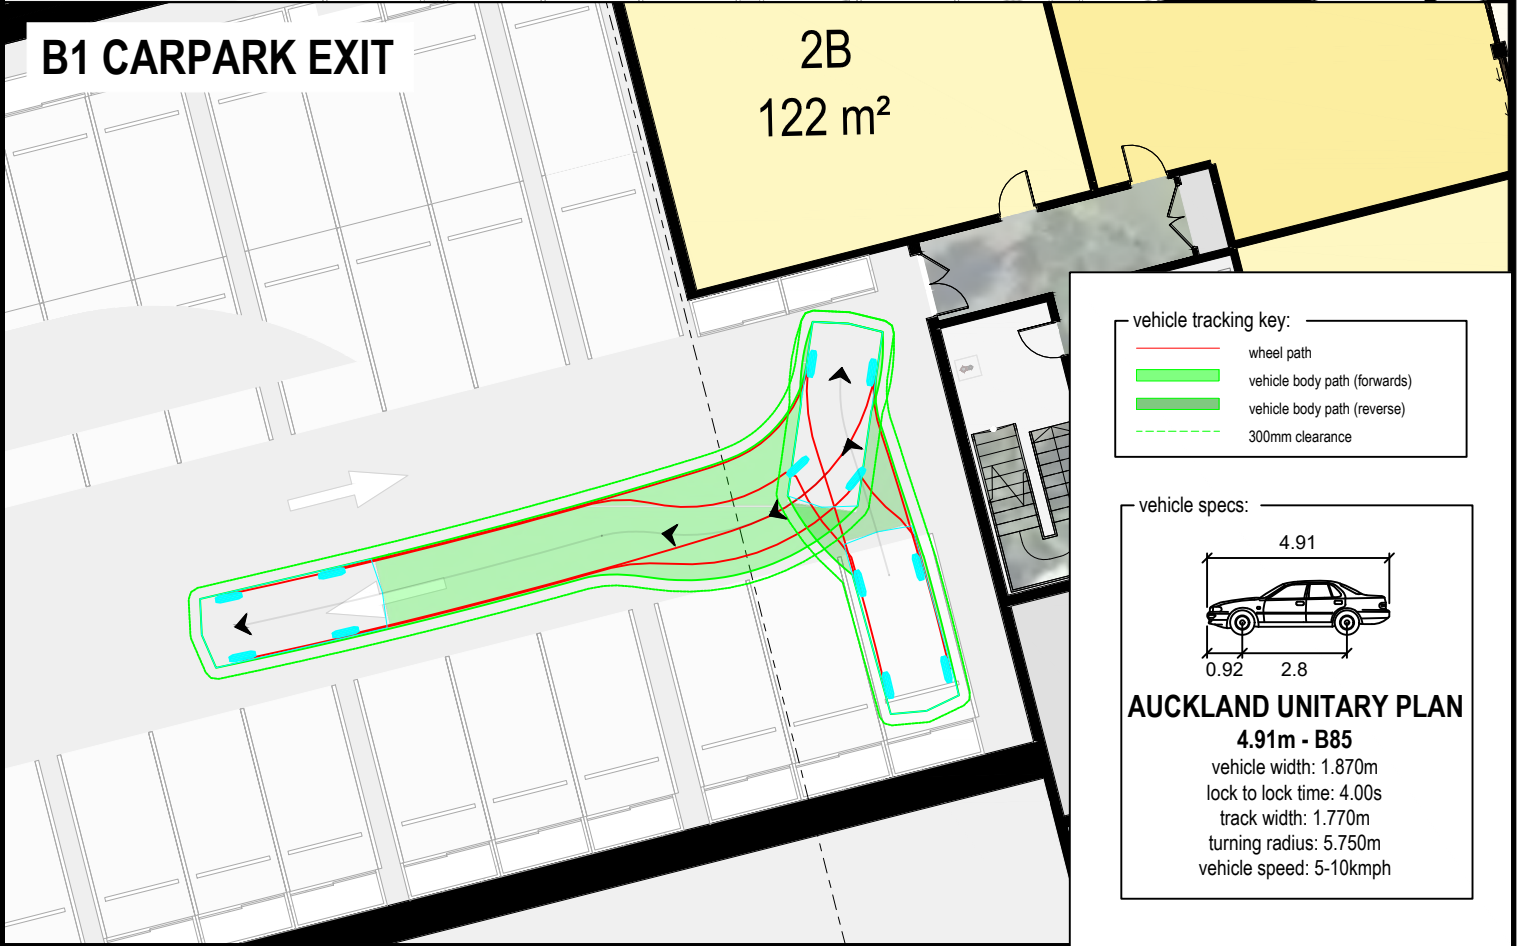 B1 CARPARK EXIT
2B
122 m²
vehicle tracking key:
wheel path
vehicle body path (forwards)
vehicle body path (reverse)
300mm clearance
vehicle specs:
4.91
0.92
2.8
AUCKLAND UNITARY PLAN
4.91m - B85
vehicle width: 1.870m
lock to lock time: 4.00s
track width: 1.770m
turning radius: 5.750m
vehicle speed: 5-10kmph